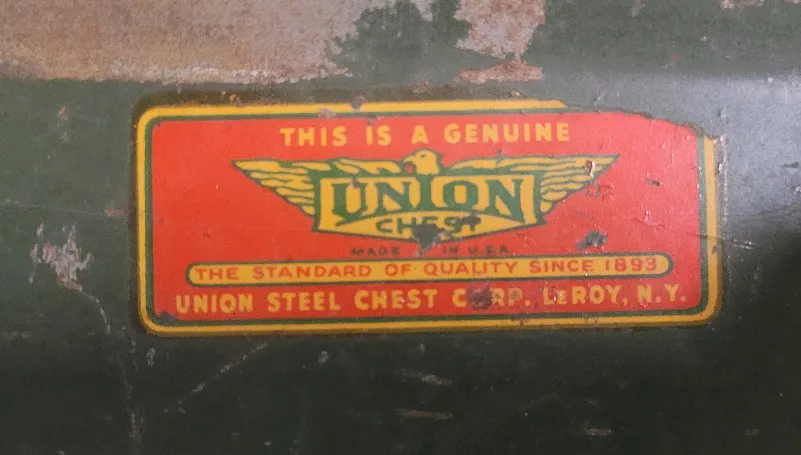 THIS IS A GENUINE
UNION
CHEST
MADE IN U.S.A.
THE STANDARD OF QUALITY SINCE 1893
UNION STEEL CHEST CORP. LEROY, N.Y.